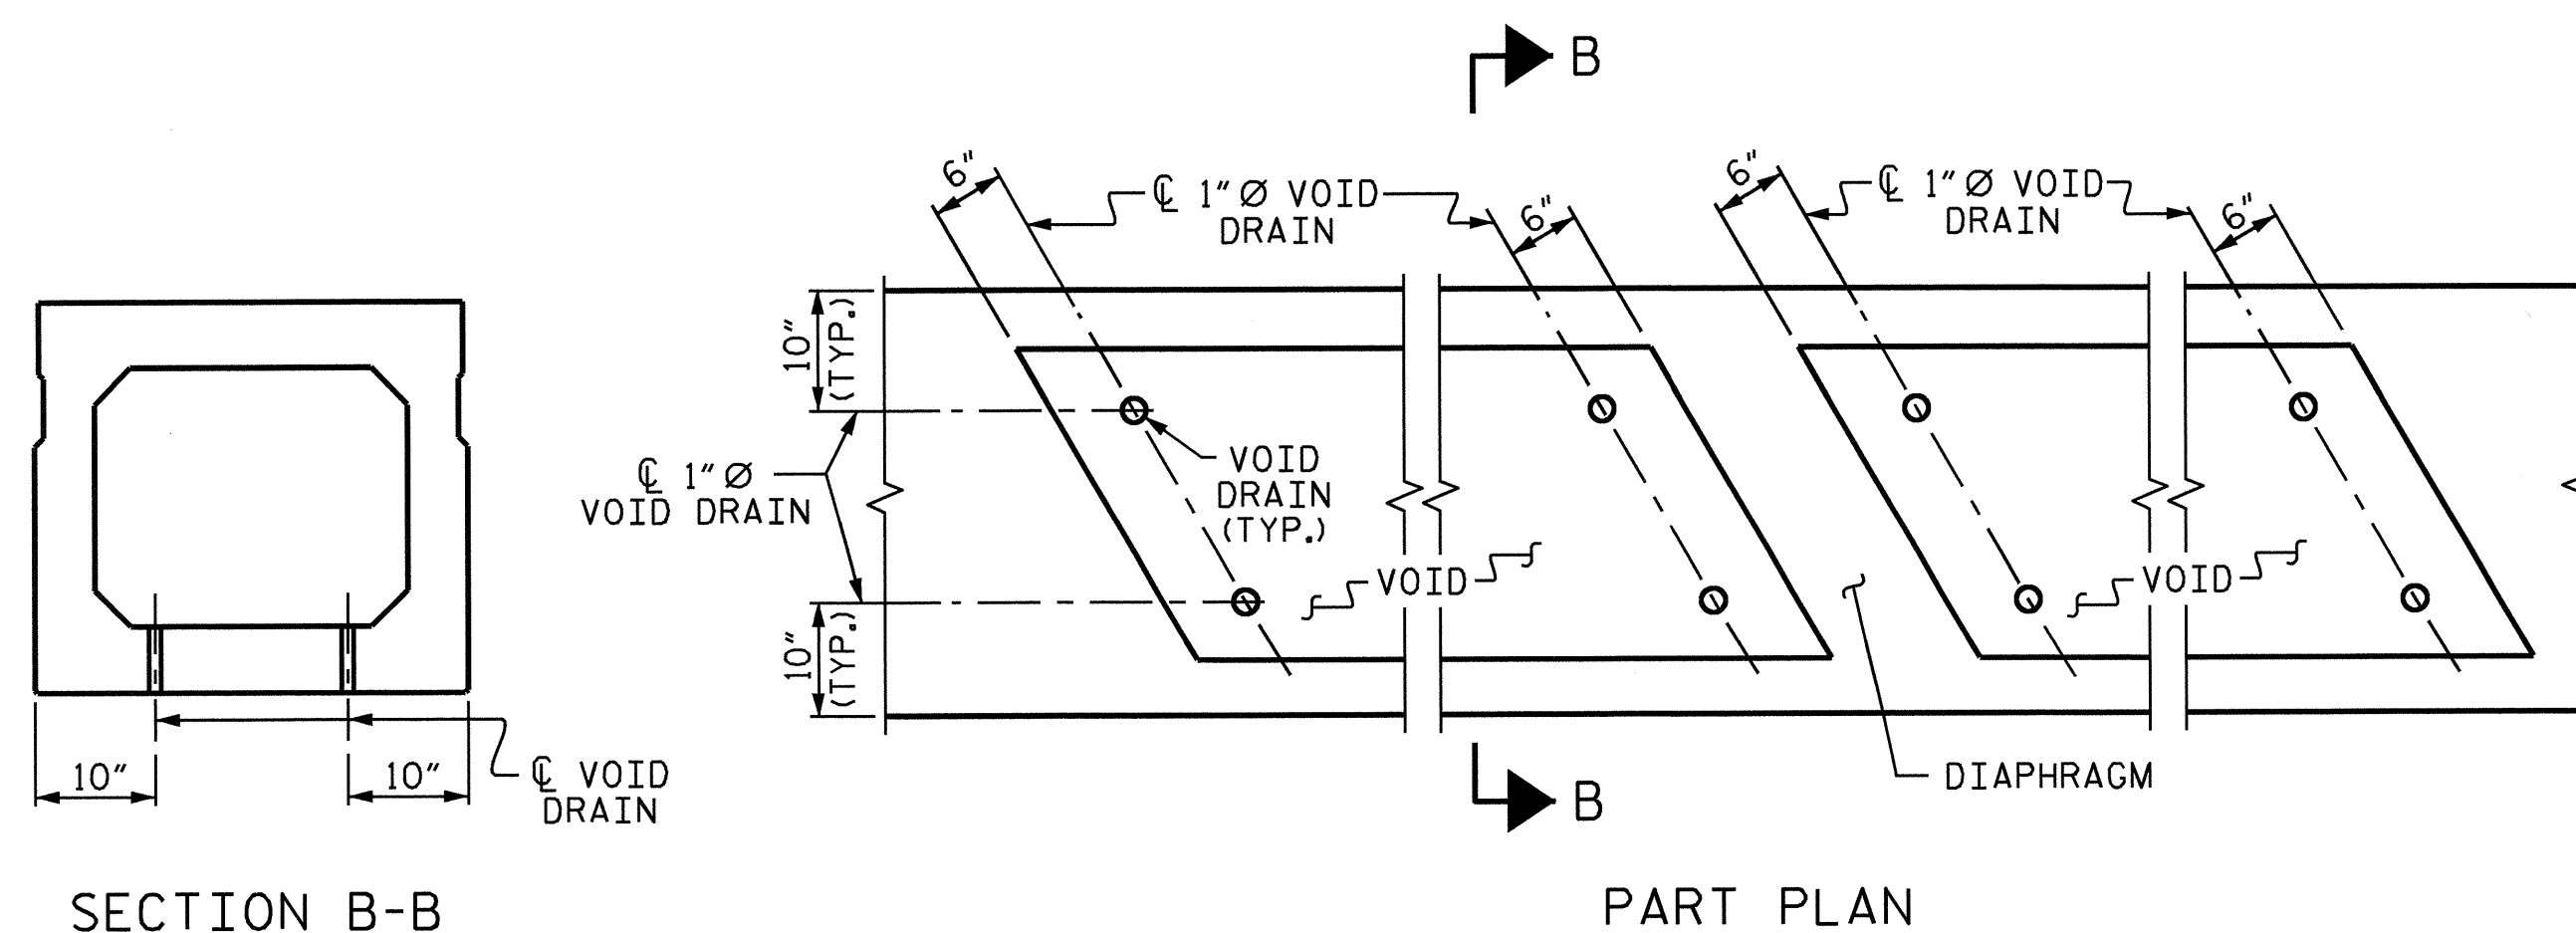 B
6"
℄ 1"Ø VOID
DRAIN
6"
6"
℄ 1"Ø VOID
DRAIN
6"
10"
(TYP.)
℄ 1"Ø
VOID DRAIN
VOID
DRAIN
(TYP.)
VOID
VOID
10"
(TYP.)
10"
10"
℄ VOID
DRAIN
DIAPHRAGM
B
SECTION B-B
PART PLAN